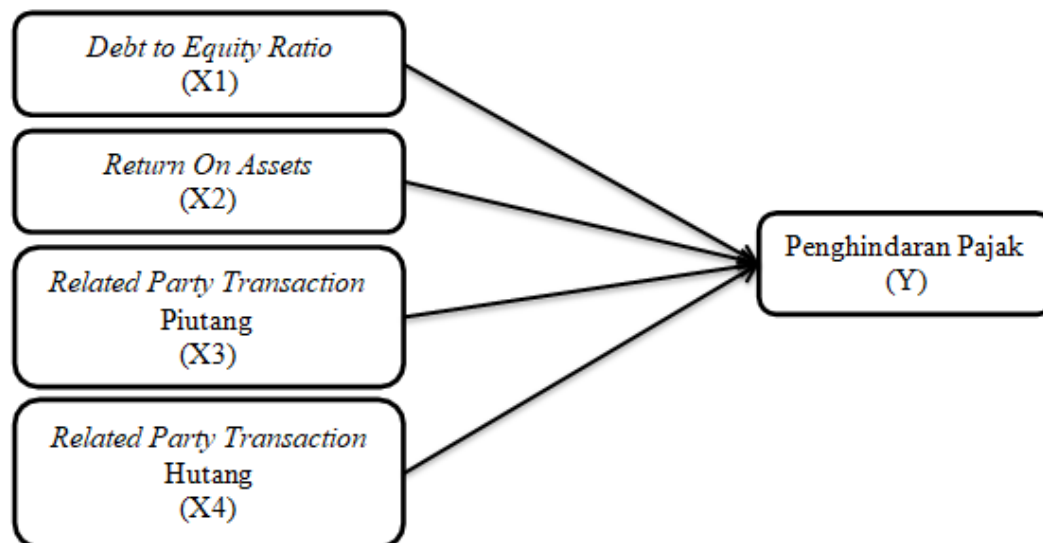 Debt to Equity Ratio
(X1)
Return On Assets
(X2)
Related Party Transaction
Piutang
(X3)
Related Party Transaction
Hutang
(X4)
Penghindaran Pajak
(Y)